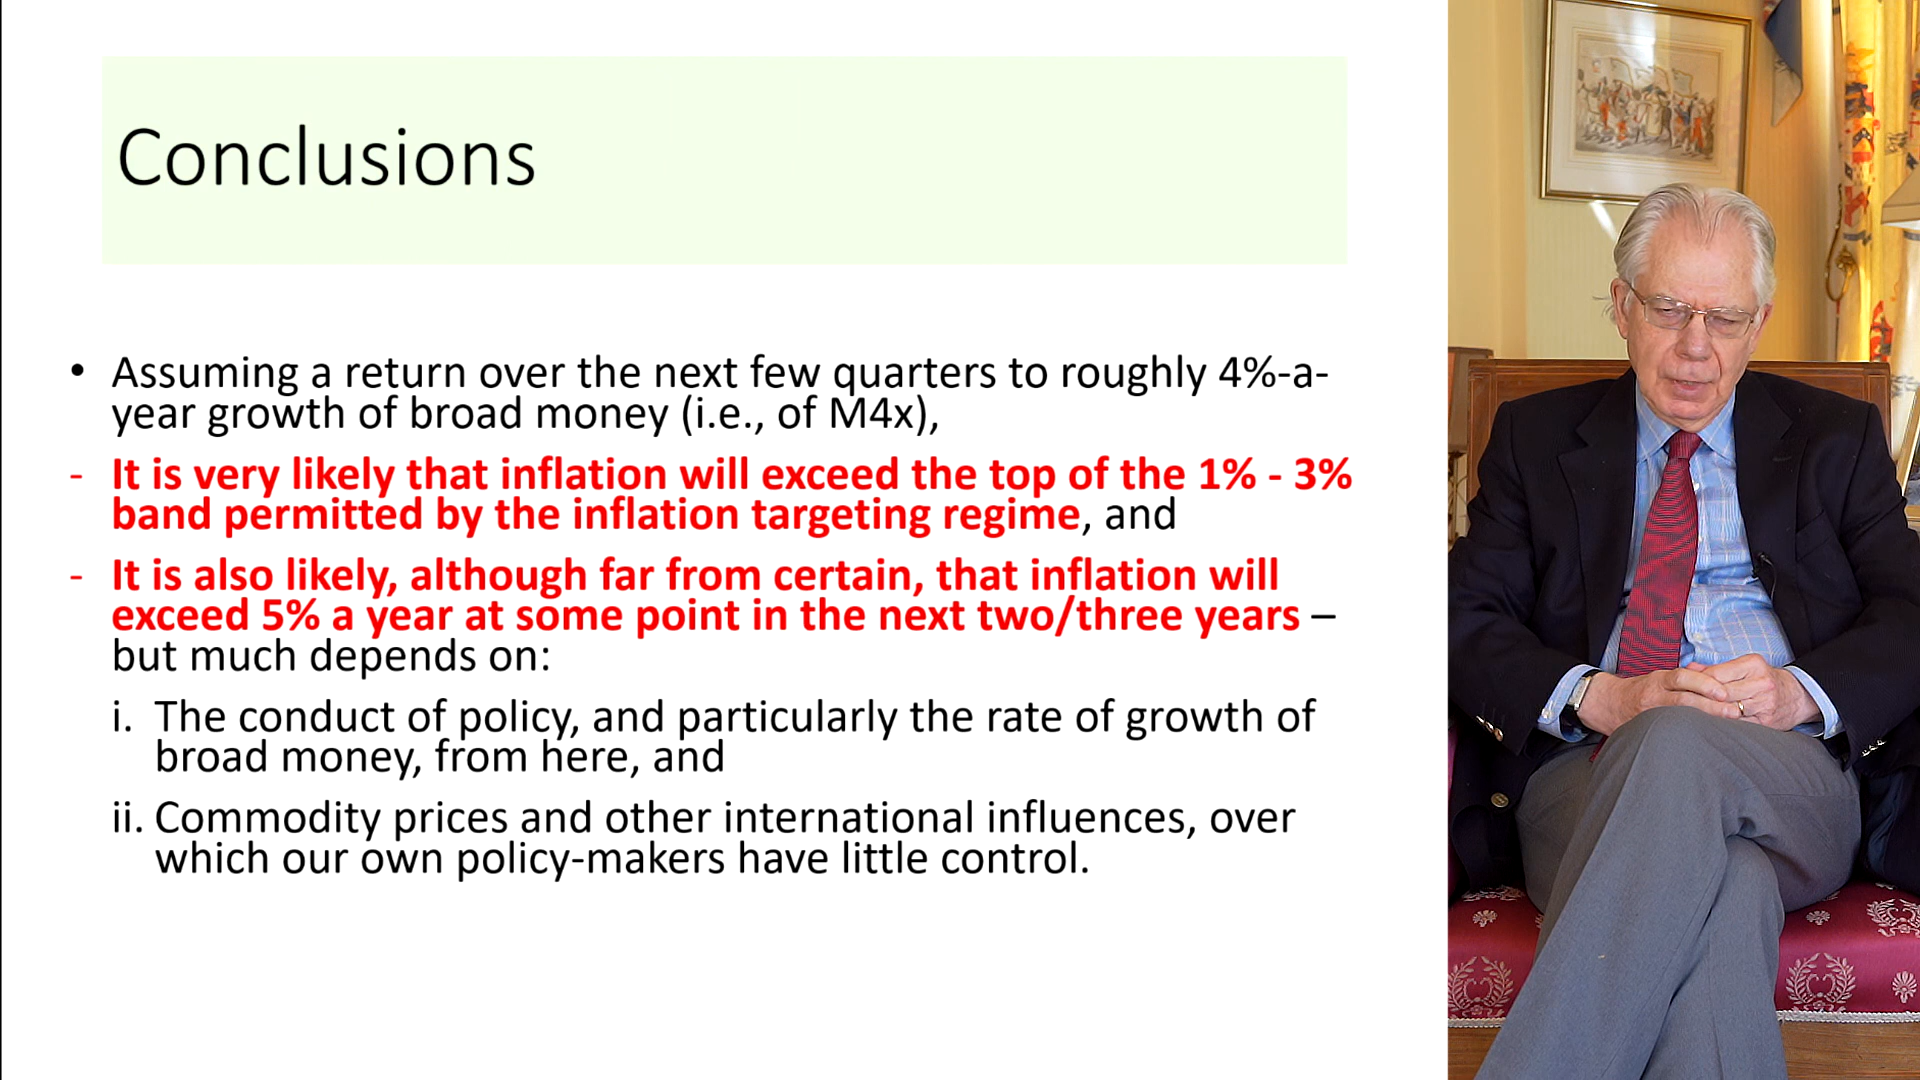 Conclusions
• Assuming a return over the next few quarters to roughly 4%-a-
year growth of broad money (i.e., of M4x),
- It is very likely that inflation will exceed the top of the 1% - 3%
band permitted by the inflation targeting regime, and
- It is also likely, although far from certain, that inflation will
exceed 5% a year at some point in the next two/three years –
but much depends on:
i. The conduct of policy, and particularly the rate of growth of
broad money, from here, and
ii. Commodity prices and other international influences, over
which our own policy-makers have little control.